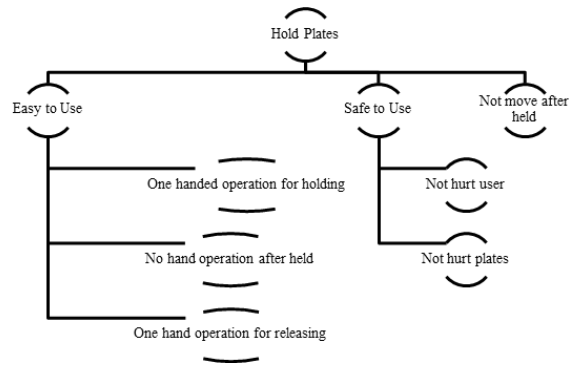 Hold Plates
Easy to Use
Safe to Use
Not move after
held
One handed operation for holding
Not hurt user
No hand operation after held
Not hurt plates
One hand operation for releasing